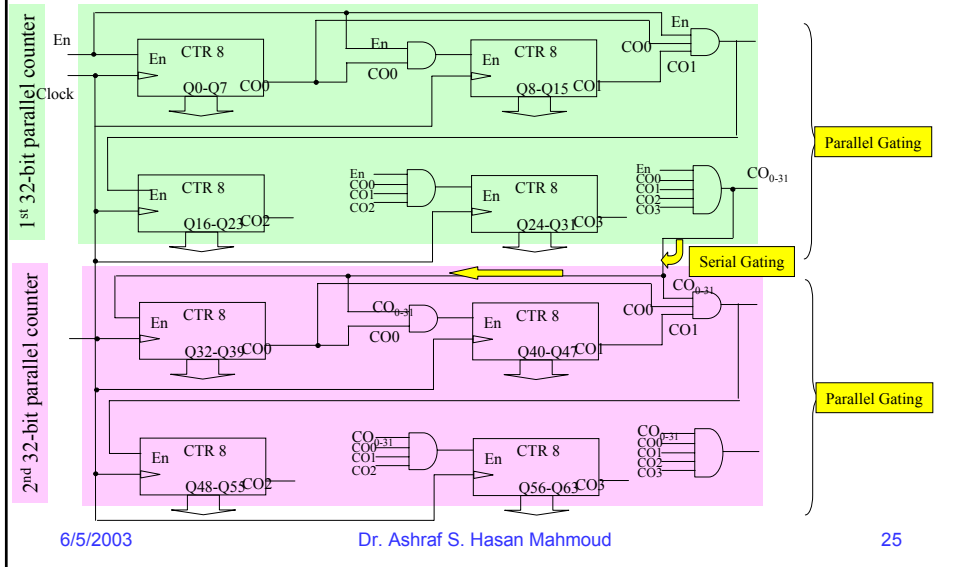 1st 32-bit parallel counter
En
Clock
CTR 8
En
Q0-Q7
CO0
En
CO0
CTR 8
En
Q8-Q15
CO1
En
CO0
CO1
Parallel Gating
CTR 8
En
Q16-Q23
CO2
En
CO0
CO1
CO2
CTR 8
En
Q24-Q31
CO3
En
CO0
CO1
CO2
CO3
CO0-31
Serial Gating
2nd 32-bit parallel counter
CTR 8
En
Q32-Q39
CO0
CO0-31
CO0
CTR 8
En
Q40-Q47
CO1
CO0-31
CO0
CO1
Parallel Gating
CTR 8
En
Q48-Q55
CO2
CO0-31
CO0
CO1
CO2
CTR 8
En
Q56-Q63
CO3
CO0-31
CO0
CO1
CO2
CO3
6/5/2003
Dr. Ashraf S. Hasan Mahmoud
25